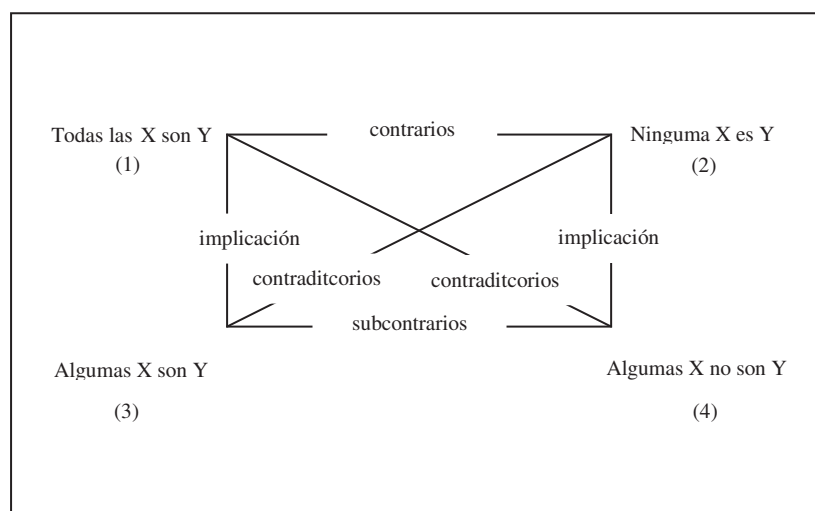 Todas las X son Y
contrarios
Ninguma X es Y
(1)
(2)
implicación
implicación
contraditcorios
contraditcorios
subcontrarios
Algumas X son Y
Algumas X no son Y
(3)
(4)